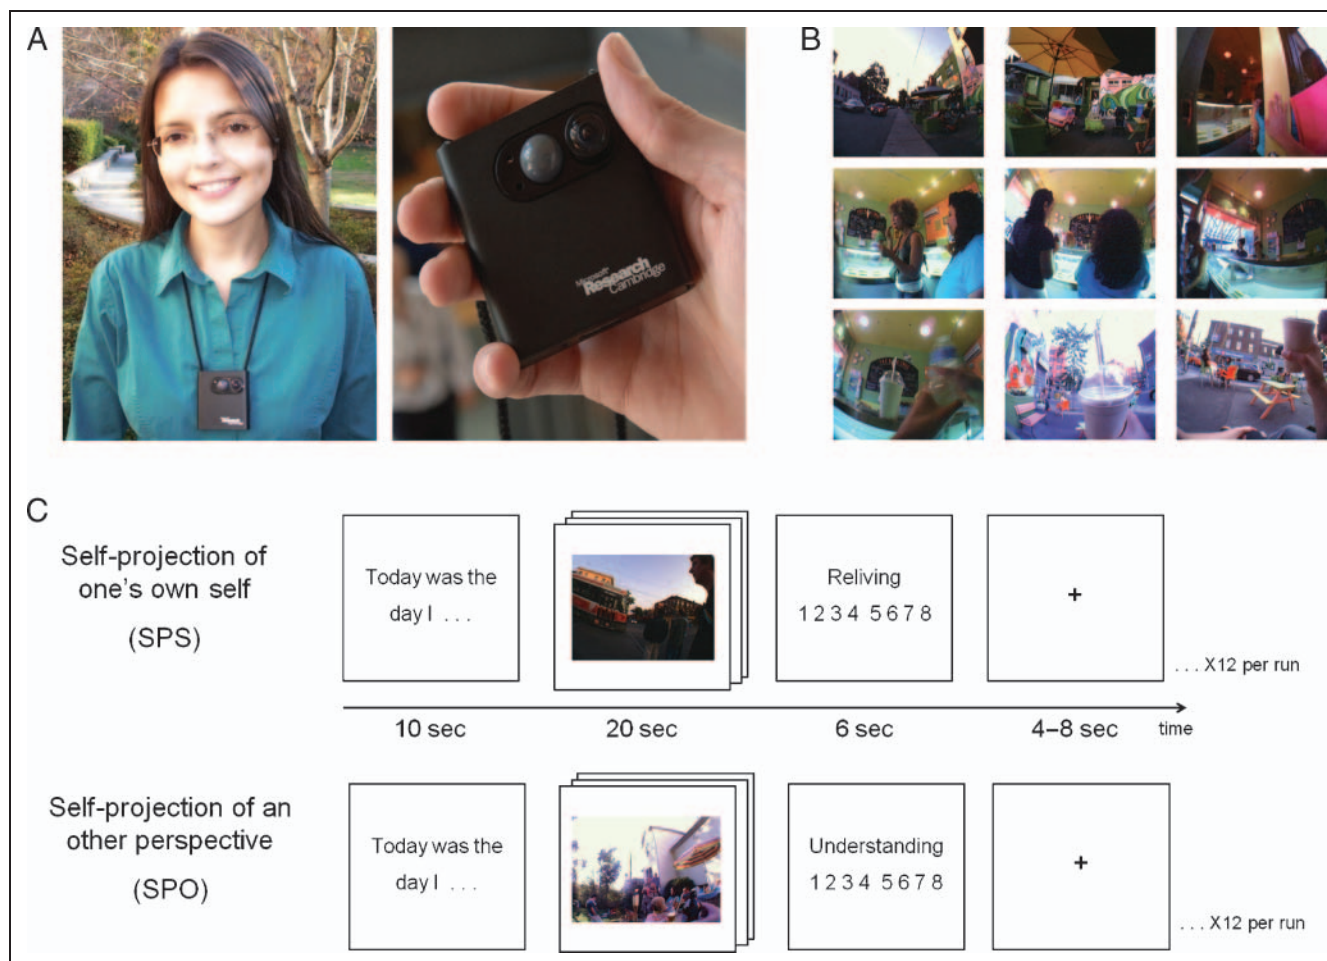 A
B
Microsoft
Research
Cambridge
C
Self-projection of
one's own self
(SPS)
Today was the
day I . . .
Reliving
1 2 3 4 5 6 7 8
+
. . . X12 per run
10 sec
20 sec
6 sec
4–8 sec
time
Self-projection of an
other perspective
(SPO)
Today was the
day I . . .
Understanding
1 2 3 4 5 6 7 8
+
. . . X12 per run